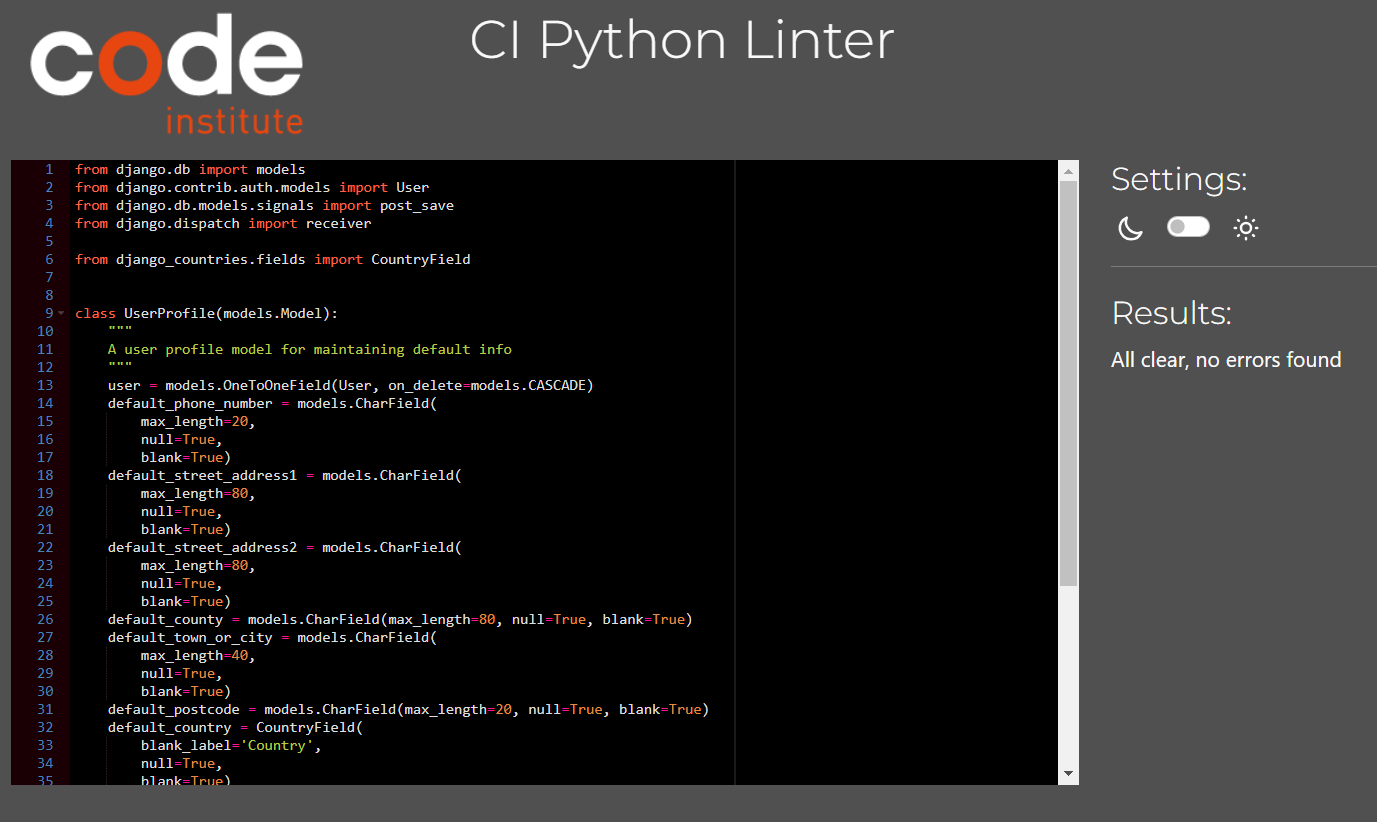 code
institute
CI Python Linter
1 from django.db import models
2 from django.contrib.auth.models import User
3 from django.db.models.signals import post_save
4 from django.dispatch import receiver
5
6 from django_countries.fields import CountryField
7
8
9 class UserProfile(models.Model):
10     """
11     A user profile model for maintaining default info
12     """
13     user = models.OneToOneField(User, on_delete=models.CASCADE)
14     default_phone_number = models.CharField(
15         max_length=20,
16         null=True,
17         blank=True)
18     default_street_address1 = models.CharField(
19         max_length=80,
20         null=True,
21         blank=True)
22     default_street_address2 = models.CharField(
23         max_length=80,
24         null=True,
25         blank=True)
26     default_county = models.CharField(max_length=80, null=True, blank=True)
27     default_town_or_city = models.CharField(
28         max_length=40,
29         null=True,
30         blank=True)
31     default_postcode = models.CharField(max_length=20, null=True, blank=True)
32     default_country = CountryField(
33         blank_label='Country',
34         null=True,
35         blank=True)
Settings:
Results:
All clear, no errors found